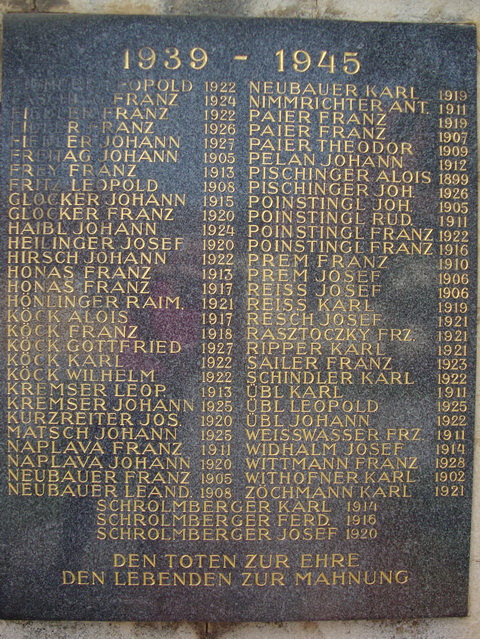 1939 - 1945
LEOPOLD 1922
FRANZ 1924
FIEDLER FRANZ 1922
FRANZ 1926
FIEDLER JOHANN 1927
FREITAG JOHANN 1905
FREY FRANZ 1913
FRITZ LEOPOLD 1908
GLOCKER JOHANN 1915
GLOCKER FRANZ 1920
HAIBL JOHANN 1924
HEILINGER JOSEF 1920
HIRSCH JOHANN 1922
HONAS FRANZ 1913
HONAS FRANZ 1917
HÖNLINGER RAIM. 1921
KÖCK ALOIS 1917
KÖCK FRANZ 1918
KÖCK GOTTFRIED 1927
KÖCK KARL 1922
KÖCK WILHELM 1922
KREMSER LEOP. 1913
KREMSER JOHANN 1925
KURZREITER JOS. 1920
MATSCH JOHANN 1925
NAPLAVA FRANZ 1911
NAPLAVA JOHANN 1920
NEUBAUER FRANZ 1905
NEUBAUER LEAND. 1908
NEUBAUER KARL 1919
NIMMRICHTER ANT. 1911
PAIER FRANZ 1919
PAIER FRANZ 1907
PAIER THEODOR 1909
PELAN JOHANN 1912
PISCHINGER ALOIS 1899
PISCHINGER JOH. 1926
POINSTINGL JOH. 1905
POINSTINGL RUD. 1911
POINSTINGL FRANZ 1922
POINSTINGL FRANZ 1916
PREM FRANZ 1910
PREM JOSEF 1906
REISS JOSEF 1906
REISS KARL 1919
RESCH JOSEF 1921
RASZTOCZKY FRZ. 1921
RIPPER KARL 1921
SAILER FRANZ 1923
SCHINDLER KARL 1922
ÜBL KARL 1911
ÜBL LEOPOLD 1925
ÜBL JOHANN 1922
WEISSWASSER FRZ. 1911
WIDHALM JOSEF 1914
WITTMANN FRANZ 1928
WITHOFNER KARL 1902
ZÖCHMANN KARL 1921
SCHROLMBERGER KARL 1914
SCHROLMBERGER FERD. 1916
SCHROLMBERGER JOSEF 1920
DEN TOTEN ZUR EHRE
DEN LEBENDEN ZUR MAHNUNG